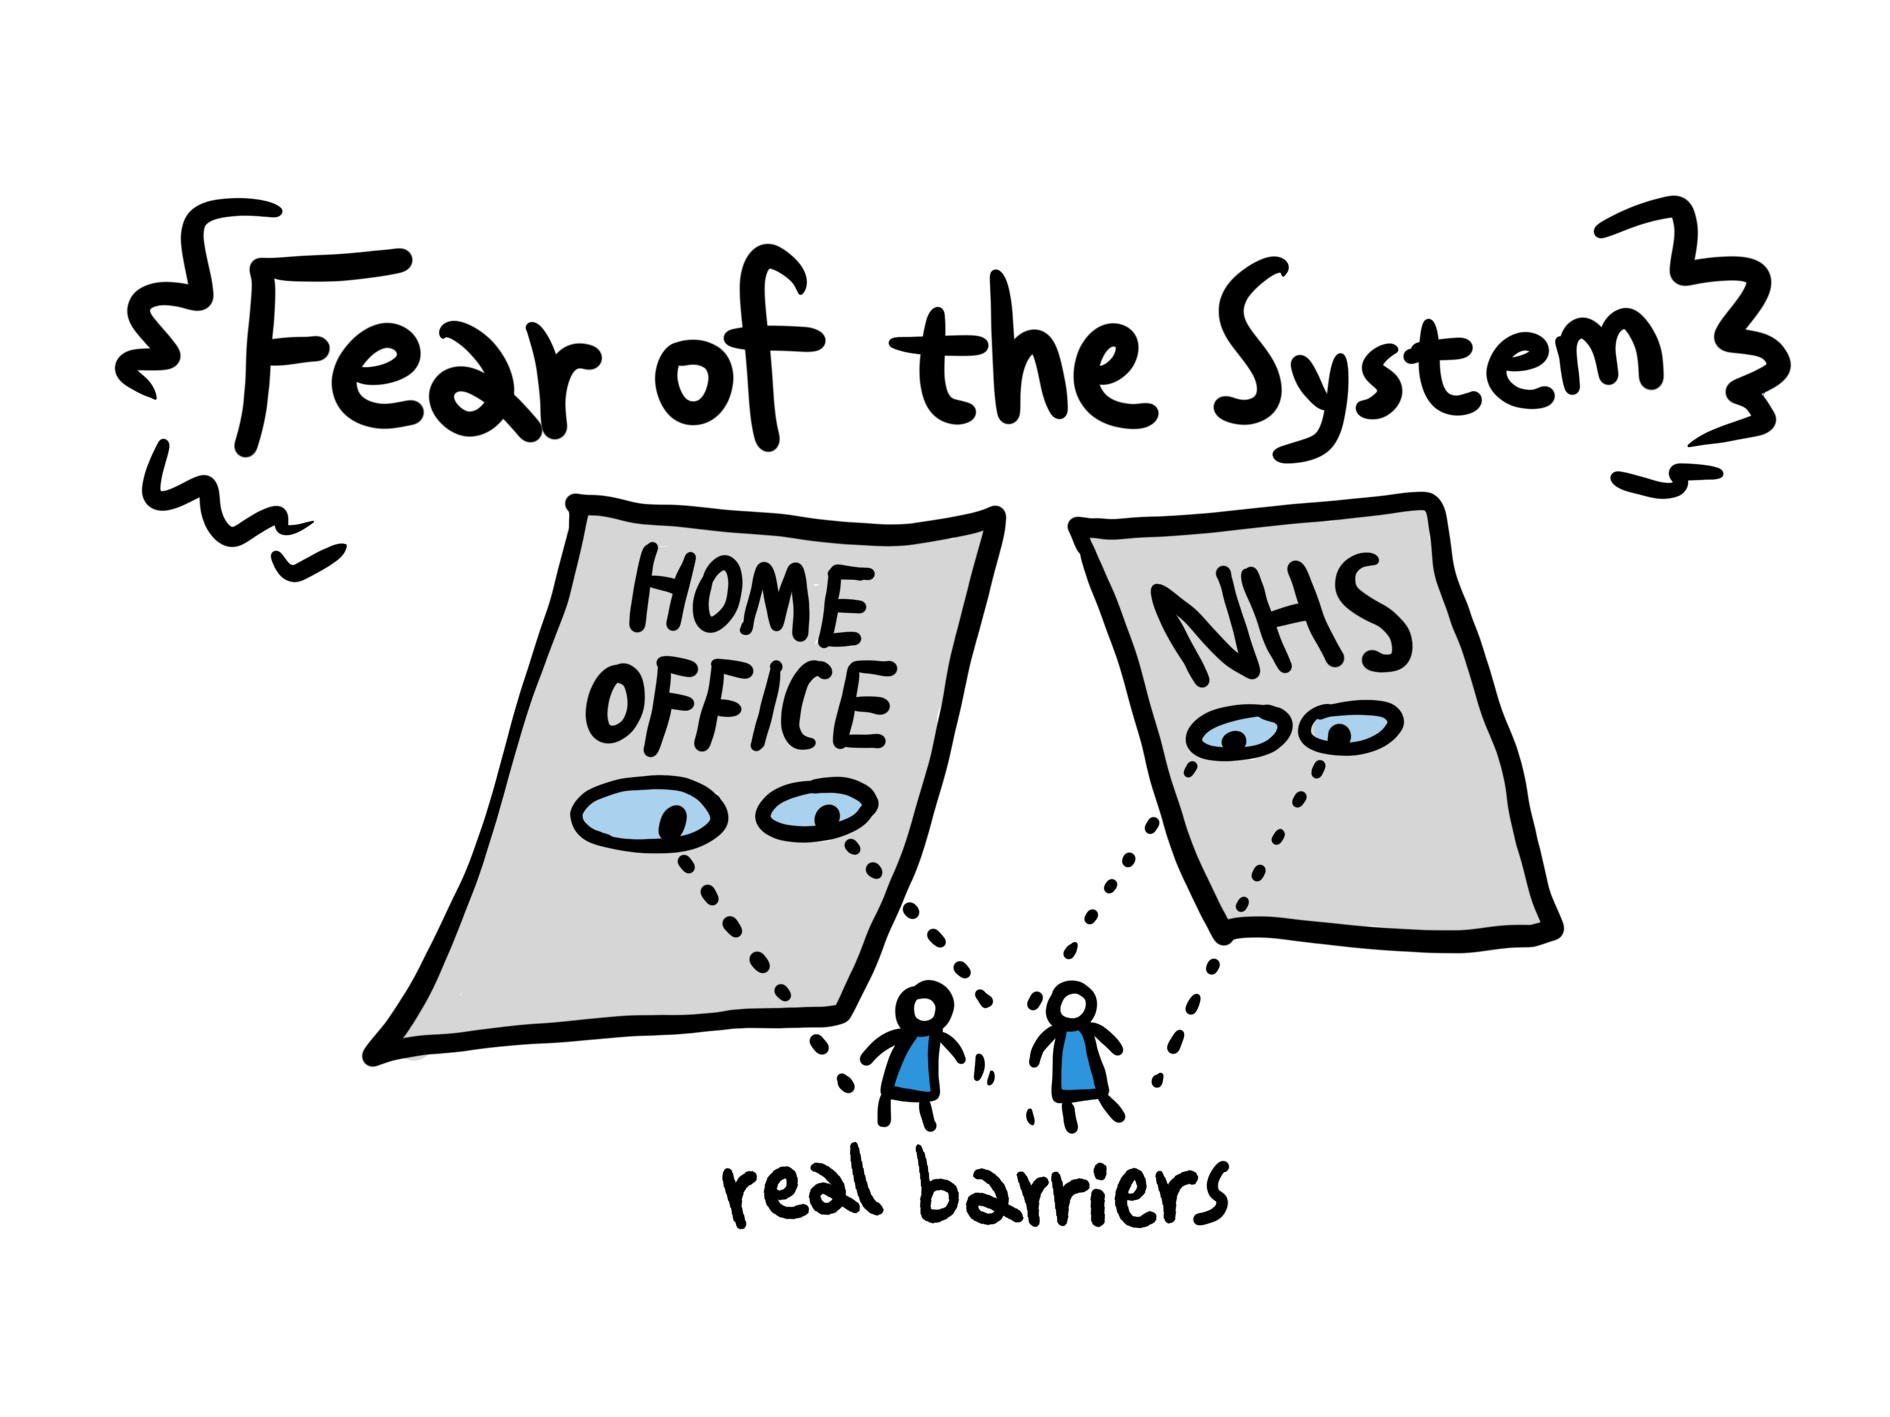 Fear of the System
HOME
OFFICE
NHS
real barriers